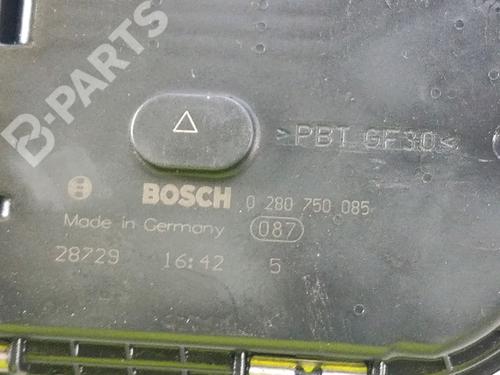 B-PARTS
>PBT GF30<
BOSCH 0 280 750 085
Made in Germany 087
28729 16:42 5